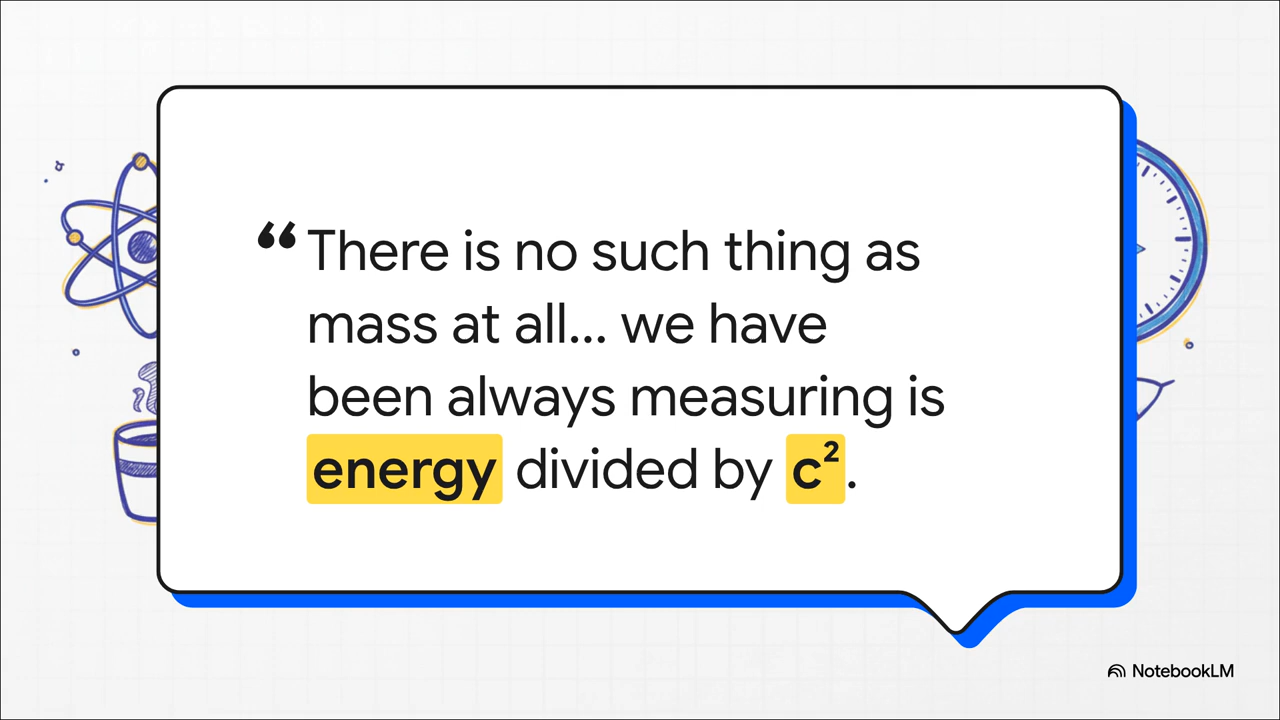 “There is no such thing as
mass at all... we have
been always measuring is
energy divided by c².
NotebookLM